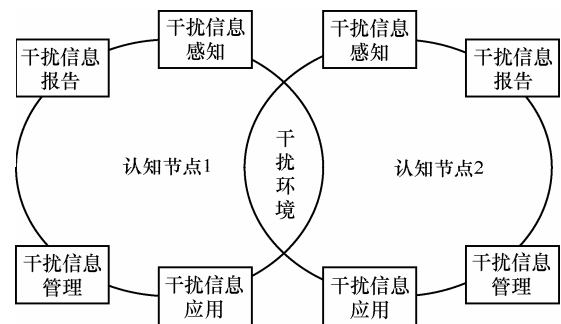 干扰信息
感知
干扰信息
感知
干扰信息
报告
干扰信息
报告
认知节点1
干
扰
环
境
认知节点2
干扰信息
管理
干扰信息
管理
干扰信息
应用
干扰信息
应用